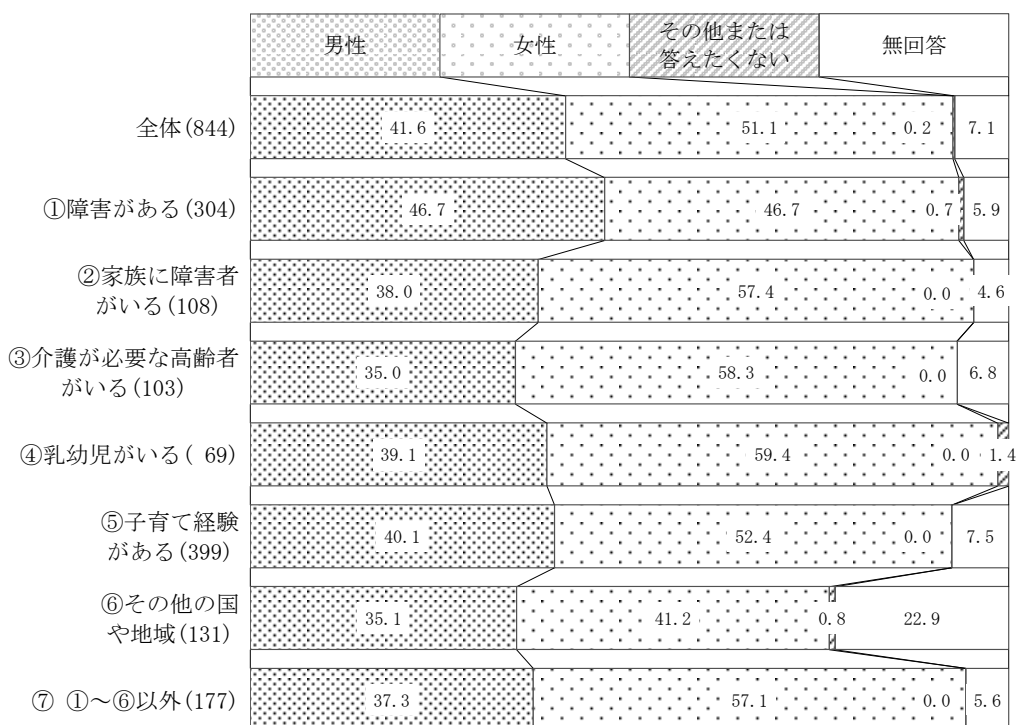 男性 女性 その他または 無回答
答えたくない
全体(844) 41.6 51.1 0.2 7.1
①障害がある(304) 46.7 46.7 0.7 5.9
②家族に障害者
がいる(108) 38.0 57.4 0.0 4.6
③介護が必要な高齢者
がいる(103) 35.0 58.3 0.0 6.8
④乳幼児がいる( 69) 39.1 59.4 0.0 1.4
⑤子育て経験
がある(399) 40.1 52.4 0.0 7.5
⑥その他の国
や地域(131) 35.1 41.2 0.8 22.9
⑦ ①～⑥以外(177) 37.3 57.1 0.0 5.6